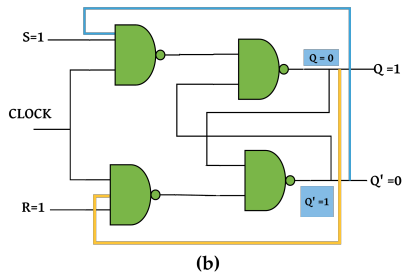 S=1
Q = 0
Q =1
CLOCK
Q' =0
Q' =1
R=1
(b)